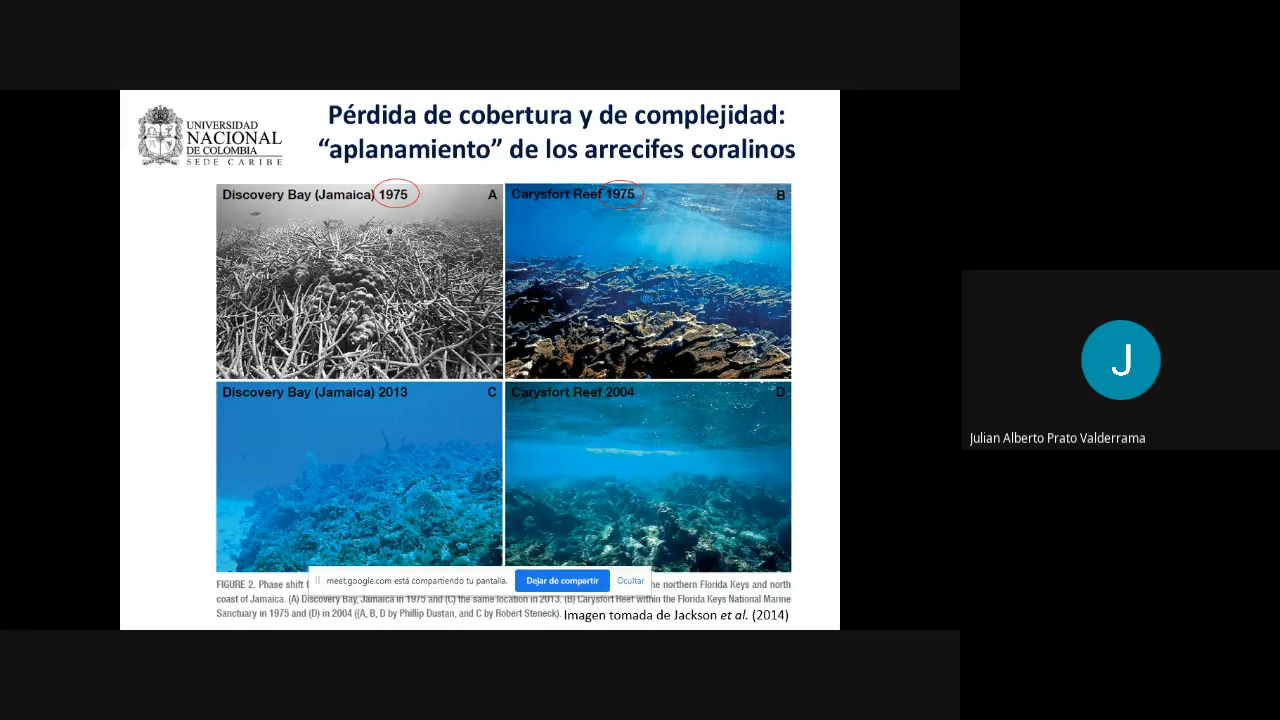 UNIVERSIDAD
NACIONAL
DE COLOMBIA
SEDE CARIBE
Pérdida de cobertura y de complejidad:
“aplanamiento” de los arrecifes coralinos
Discovery Bay (Jamaica) 1975 A
Carysfort Reef 1975 B
Discovery Bay (Jamaica) 2013 C
Carysfort Reef 2004 D
meet.google.com está compartiendo tu pantalla.
Dejar de compartir
Ocultar
FIGURE 2. Phase shift northern Florida Keys and north
coast of Jamaica. (A) Discovery Bay, Jamaica in 1975 and (C) the same location in 2013. (B) Carysfort Reef within the Florida Keys National Marine
Sanctuary in 1975 and (D) in 2004 ((A, B, D by Phillip Dustan, and C by Robert Steneck).
Imagen tomada de Jackson et al. (2014)
J
Julian Alberto Prato Valderrama